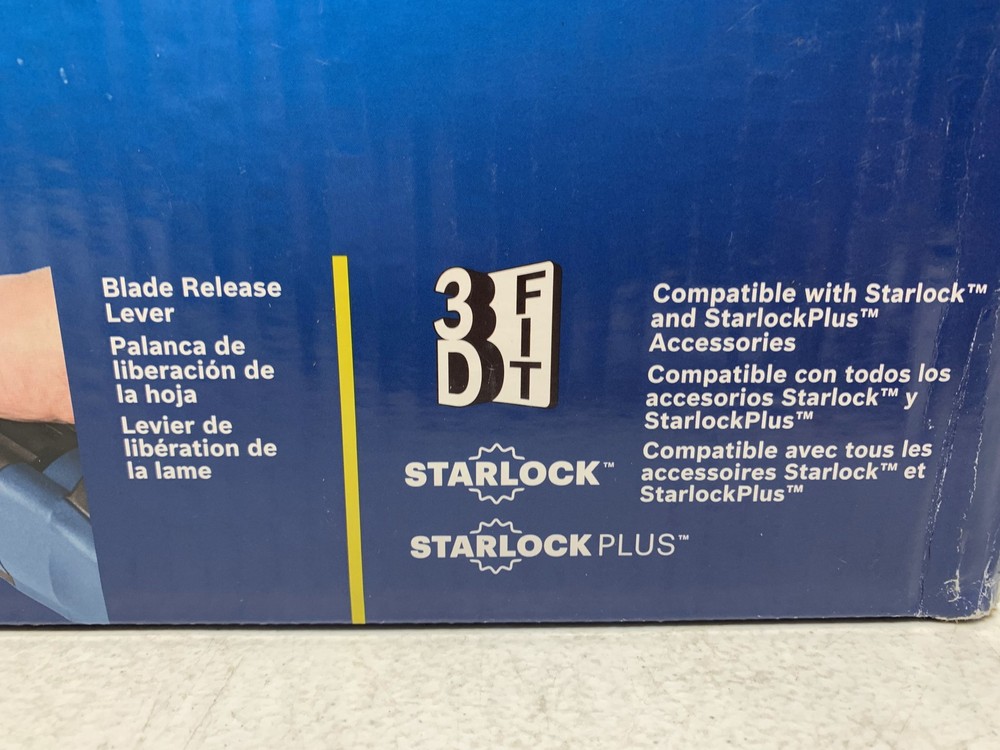 Blade Release
Lever
Palanca de
liberación de
la hoja
Levier de
libération de
la lame
3D FIT
STARLOCK™
STARLOCK PLUS™
Compatible with Starlock™
and StarlockPlus™
Accessories
Compatible con todos los
accesorios Starlock™ y
StarlockPlus™
Compatible avec tous les
accessoires Starlock™ et
StarlockPlus™